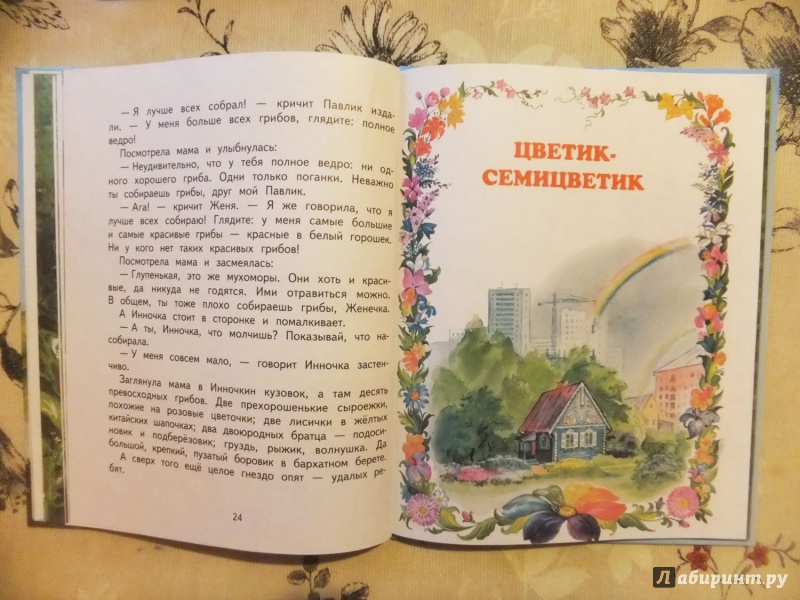 — Я лучше всех собрал! — кричит Павлик изда-
ли. — У меня больше всех грибов, глядите: полное
ведро!
Посмотрела мама и улыбнулась:
— Неудивительно, что у тебя полное ведро: ни од-
ного хорошего гриба. Одни только поганки. Неважно
ты собираешь грибы, друг мой Павлик.
— Ага! — кричит Женя. — Я же говорила, что я
лучше всех собираю! Глядите: у меня самые большие
и самые красивые грибы — красные в белый горошек.
Ни у кого нет таких красивых грибов!
Посмотрела мама и засмеялась:
— Глупенькая, это же мухоморы. Они хоть и краси-
вые, да никуда не годятся. Ими отравиться можно.
В общем, ты тоже плохо собираешь грибы, Женечка.
А Инночка стоит в сторонке и помалкивает.
— А ты, Инночка, что молчишь? Показывай, что на-
собирала.
— У меня совсем мало, — говорит Инночка застен-
чиво.
Заглянула мама в Инночкин кузовок, а там десять
превосходных грибов. Две прехорошенькие сыроежки,
похожие на розовые цветочки; две лисички в жёлтых
китайских шапочках; два двоюродных братца — подоси-
новик и подберёзовик; груздь, рыжик, волнушка. Да
большой, крепкий, пузатый боровик в бархатном берете.
А сверх того ещё целое гнездо опят — удалых ре-
бят.
24
ЦВЕТИК-
СЕМИЦВЕТИК
Лабиринт.ру